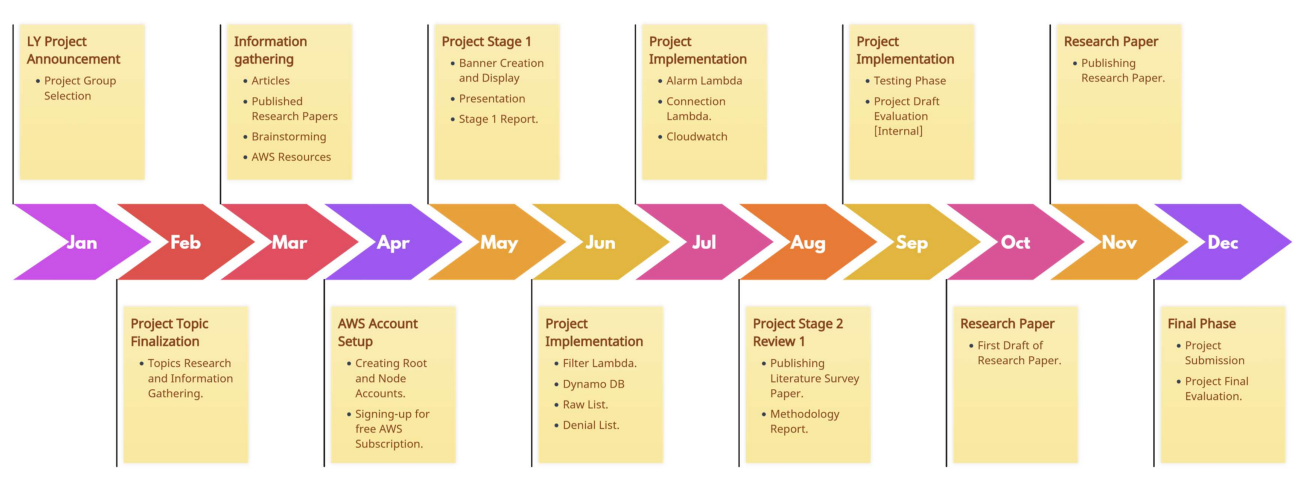 LY Project
Announcement
Project Group
Selection
Information
gathering
Articles
Published
Research Papers
Brainstorming
AWS Resources
Project Stage 1
Banner Creation
and Display
Presentation
Stage 1 Report.
Project
Implementation
Alarm Lambda
Connection
Lambda.
Cloudwatch
Project
Implementation
Testing Phase
Project Draft
Evaluation
[Internal]
Research Paper
Publishing
Research Paper.
Jan
Feb
Mar
Apr
May
Jun
Jul
Aug
Sep
Oct
Nov
Dec
Project Topic
Finalization
Topics Research
and Information
Gathering.
AWS Account
Setup
Creating Root
and Node
Accounts.
Signing-up for
free AWS
Subscription.
Project
Implementation
Filter Lambda.
Dynamo DB
Raw List.
Denial List.
Project Stage 2
Review 1
Publishing
Literature Survey
Paper.
Methodology
Report.
Research Paper
First Draft of
Research Paper.
Final Phase
Project
Submission
Project Final
Evaluation.